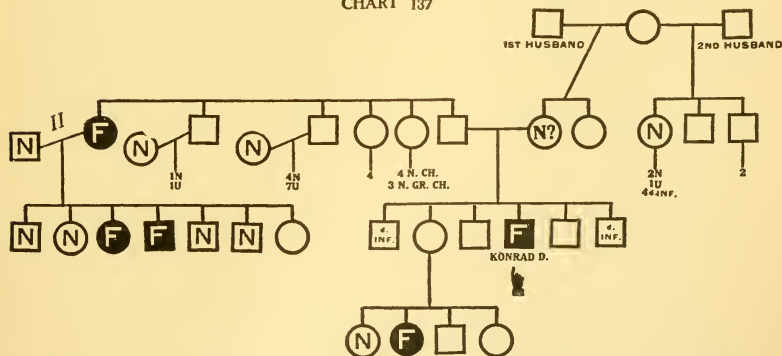 CHART 137
1ST HUSBAND 2ND HUSBAND
II
N F N N N? N
1N
1U
4N
7U
4
4 N. CH.
3 N. GR. CH.
2N
1U
4d INF.
2
N N F F N N
d.
INF.
F
d.
INF.
KONRAD D.
N F